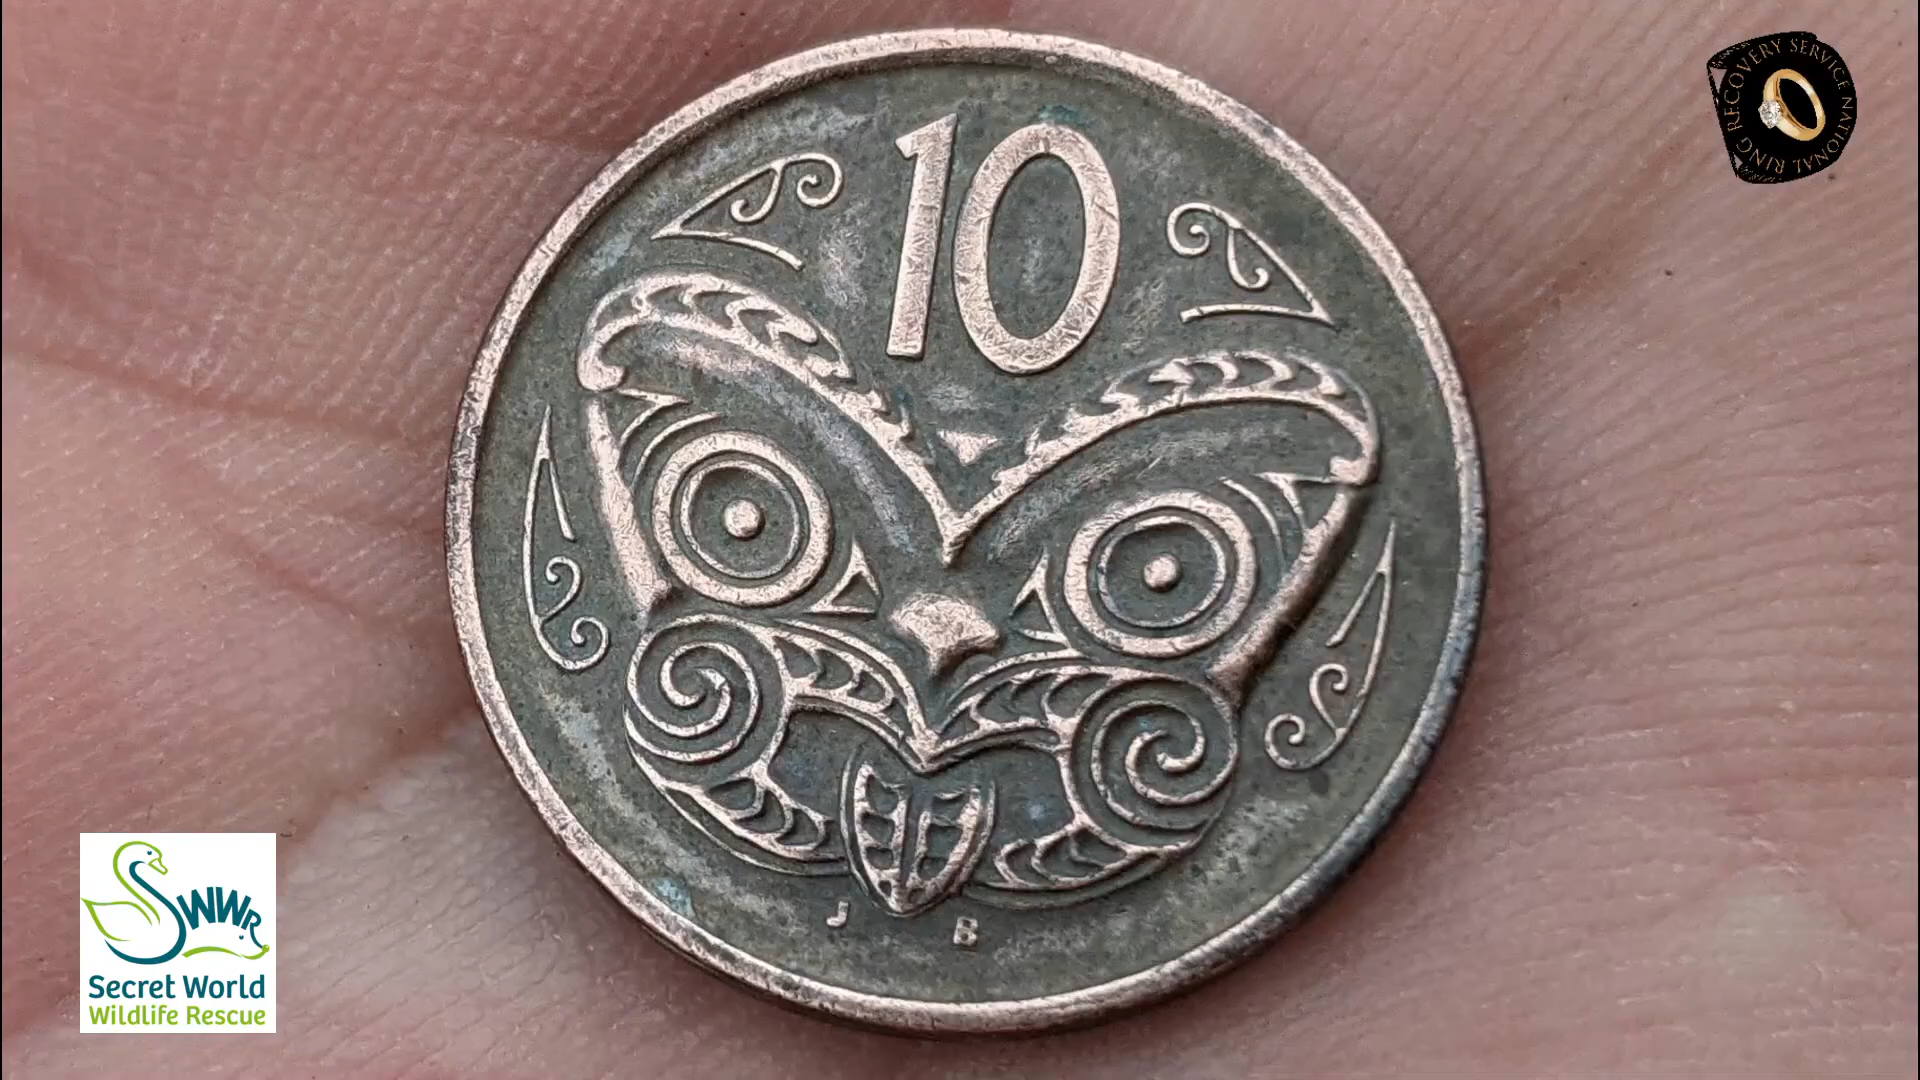 10
RECOVERY SERVICE NATIONAL RING
J B
SWWR
Secret World
Wildlife Rescue